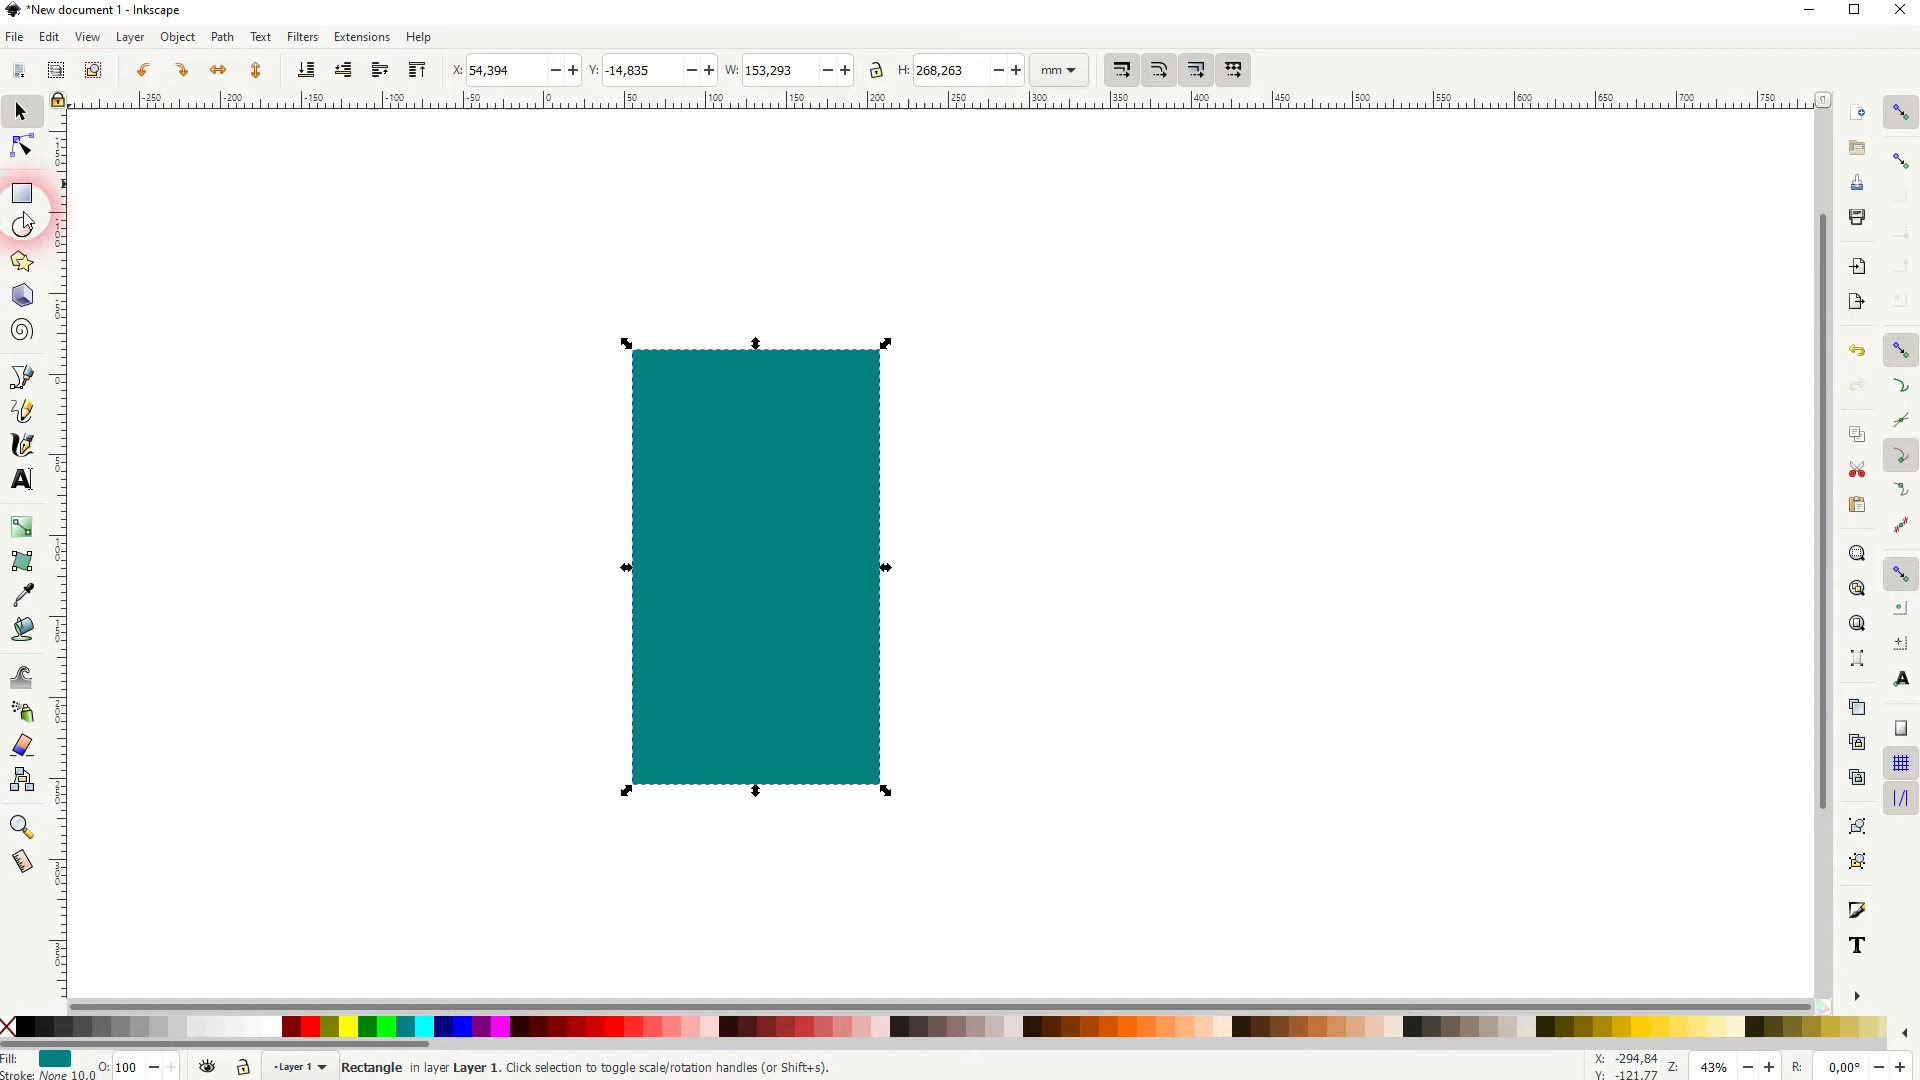 *New document 1 - Inkscape
File Edit View Layer Object Path Text Filters Extensions Help
X: 54,394 Y: -14,835 W: 153,293 H: 268,263 mm
-250 -200 -150 -100 -50 0 50 100 150 200 250 300 350 400 450 500 550 600 650 700 750
Fill: O: 100 Layer 1 Rectangle in layer Layer 1. Click selection to toggle scale/rotation handles (or Shift+s). X: -294,84 Z: 43% R: 0,00°
Stroke: None 10,0 Y: -121,77